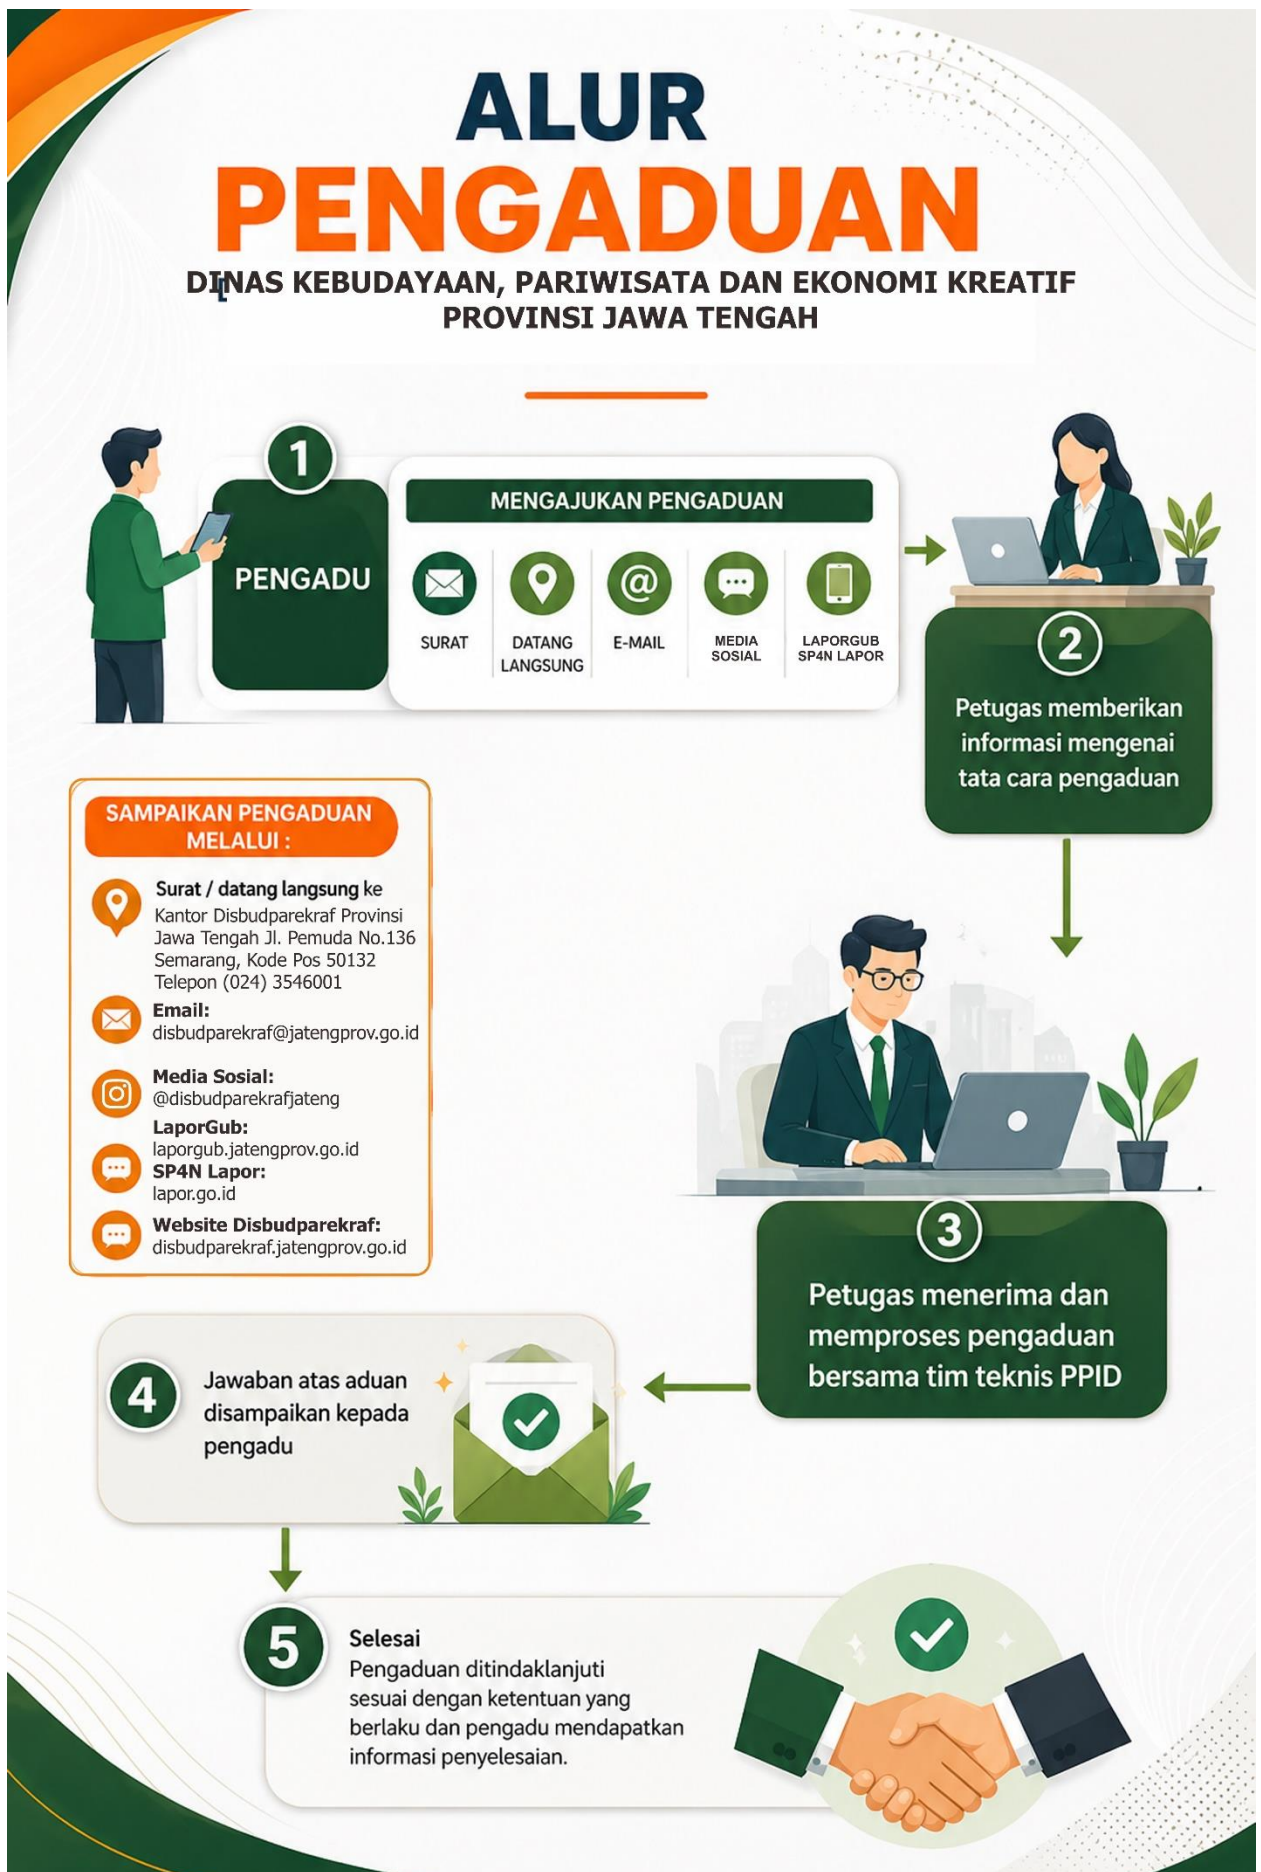 ALUR
PENGADUAN
DINAS KEBUDAYAAN, PARIWISATA DAN EKONOMI KREATIF
PROVINSI JAWA TENGAH
1
PENGADU
MENGAJUKAN PENGADUAN
SURAT
DATANG
LANGSUNG
E-MAIL
MEDIA
SOSIAL
LAPORGUB
SP4N LAPOR
2
Petugas memberikan
informasi mengenai
tata cara pengaduan
SAMPAIKAN PENGADUAN
MELALUI :
Surat / datang langsung ke
Kantor Disbudparekraf Provinsi
Jawa Tengah Jl. Pemuda No.136
Semarang, Kode Pos 50132
Telepon (024) 3546001
Email:
disbudparekraf@jatengprov.go.id
Media Sosial:
@disbudparekrafjateng
LaporGub:
laporgub.jatengprov.go.id
SP4N Lapor:
lapor.go.id
Website Disbudparekraf:
disbudparekraf.jatengprov.go.id
3
Petugas menerima dan
memproses pengaduan
bersama tim teknis PPID
4
Jawaban atas aduan
disampaikan kepada
pengadu
5
Selesai
Pengaduan ditindaklanjuti
sesuai dengan ketentuan yang
berlaku dan pengadu mendapatkan
informasi penyelesaian.